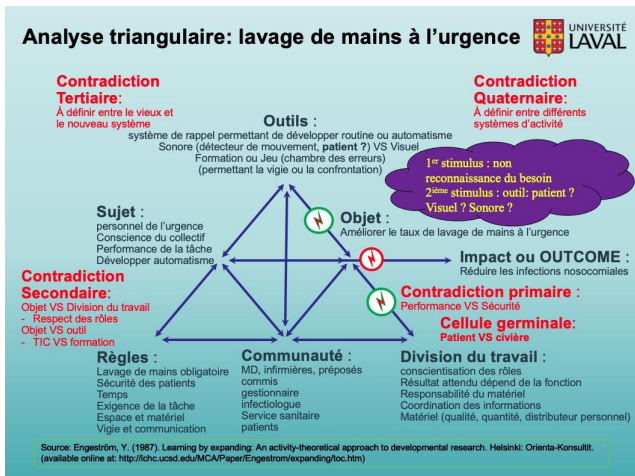 Analyse triangulaire: lavage de mains à l'urgence
UNIVERSITÉ
LAVAL
Contradiction
Tertiaire:
À définir entre le vieux et
le nouveau système
Contradiction
Quaternaire:
À définir entre différents
systèmes d'activité
Outils :
système de rappel permettant de développer routine ou automatisme
Sonore (détecteur de mouvement, patient ?) VS Visuel
Formation ou Jeu (chambre des erreurs)
(permettant la vigie ou la confrontation)
1er stimulus : non
reconnaissance du besoin
2ième stimulus : outil: patient ?
Visuel ? Sonore ?
Sujet :
personnel de l'urgence
Conscience du collectif
Performance de la tâche
Développer automatisme
Objet :
Améliorer le taux de lavage de mains à l'urgence
Impact ou OUTCOME :
Réduire les infections nosocomiales
Contradiction
Secondaire:
Objet VS Division du travail
- Respect des rôles
Objet VS outil
- TIC VS formation
Contradiction primaire :
Performance VS Sécurité
Cellule germinale:
Patient VS civière
Règles :
Lavage de mains obligatoire
Sécurité des patients
Temps
Exigence de la tâche
Espace et matériel
Vigie et communication
Communauté :
MD, infirmières, préposés
commis
gestionnaire
infectiologue
Service sanitaire
patients
Division du travail :
conscientisation des rôles
Résultat attendu dépend de la fonction
Responsabilité du matériel
Coordination des informations
Matériel (qualité, quantité, distributeur personnel)
Source: Engeström, Y. (1987). Learning by expanding: An activity-theoretical approach to developmental research. Helsinki: Orienta-Konsultit.
(available online at: http://lchc.ucsd.edu/MCA/Paper/Engestrom/expanding/toc.htm)